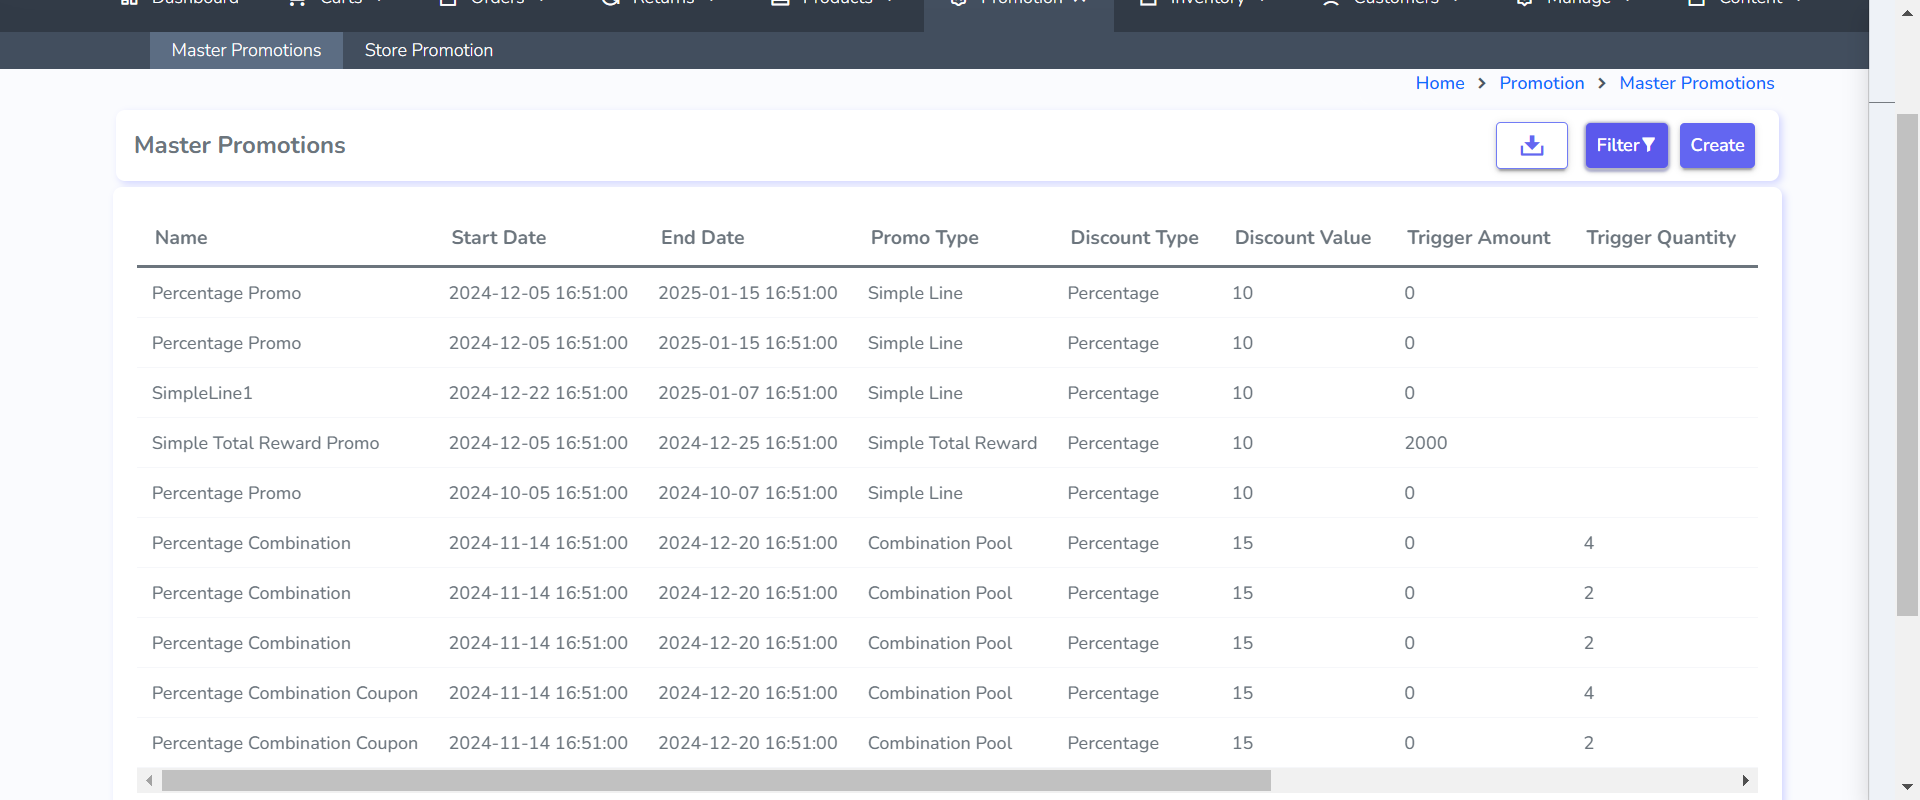 Dashboard Carts Orders Returns Products Promotion Inventory Customers Manage Content
Master Promotions Store Promotion
Home > Promotion > Master Promotions
Master Promotions Filter Create
Name Start Date End Date Promo Type Discount Type Discount Value Trigger Amount Trigger Quantity
Percentage Promo 2024-12-05 16:51:00 2025-01-15 16:51:00 Simple Line Percentage 10 0
Percentage Promo 2024-12-05 16:51:00 2025-01-15 16:51:00 Simple Line Percentage 10 0
SimpleLine1 2024-12-22 16:51:00 2025-01-07 16:51:00 Simple Line Percentage 10 0
Simple Total Reward Promo 2024-12-05 16:51:00 2024-12-25 16:51:00 Simple Total Reward Percentage 10 2000
Percentage Promo 2024-10-05 16:51:00 2024-10-07 16:51:00 Simple Line Percentage 10 0
Percentage Combination 2024-11-14 16:51:00 2024-12-20 16:51:00 Combination Pool Percentage 15 0 4
Percentage Combination 2024-11-14 16:51:00 2024-12-20 16:51:00 Combination Pool Percentage 15 0 2
Percentage Combination 2024-11-14 16:51:00 2024-12-20 16:51:00 Combination Pool Percentage 15 0 2
Percentage Combination Coupon 2024-11-14 16:51:00 2024-12-20 16:51:00 Combination Pool Percentage 15 0 4
Percentage Combination Coupon 2024-11-14 16:51:00 2024-12-20 16:51:00 Combination Pool Percentage 15 0 2